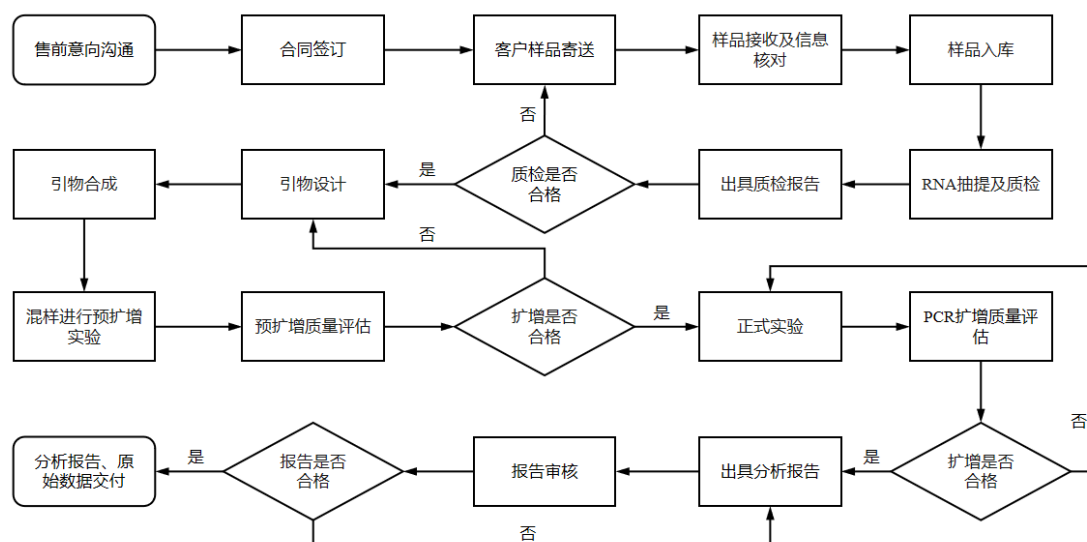 售前意向沟通
合同签订
客户样品寄送
样品接收及信息
核对
样品入库
否
引物合成
引物设计
是
质检是否
合格
出具质检报告
RNA抽提及质检
否
混样进行预扩增
实验
预扩增质量评估
扩增是否
合格
是
正式实验
PCR扩增质量评
估
否
分析报告、原
始数据交付
是
报告是否
合格
报告审核
出具分析报告
是
扩增是否
合格
否